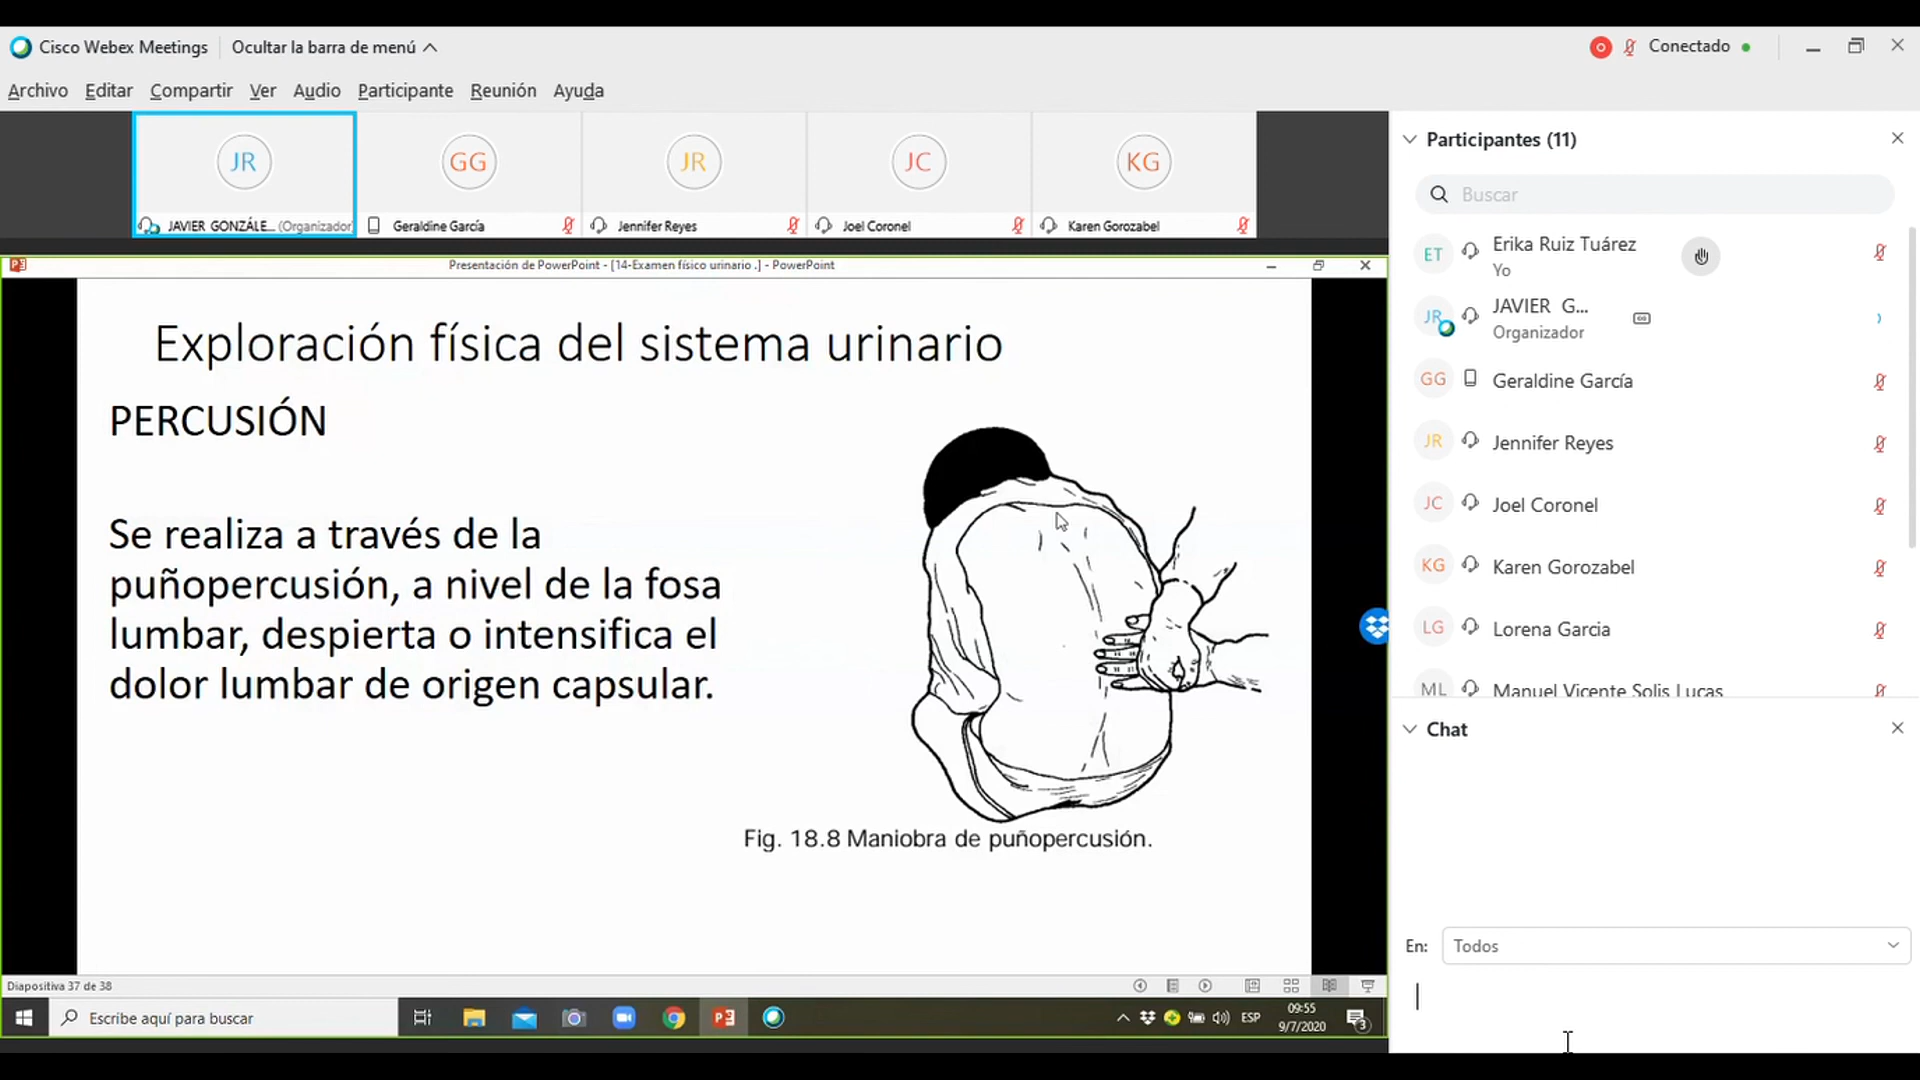 Cisco Webex Meetings
Ocultar la barra de menú
Conectado
Archivo Editar Compartir Ver Audio Participante Reunión Ayuda
JR GG JR JC KG
JAVIER GONZÁLE... (Organizador)
Geraldine García
Jennifer Reyes
Joel Coronel
Karen Gorozabel
Presentación de PowerPoint - [14-Examen físico urinario .] - PowerPoint
Exploración física del sistema urinario
PERCUSIÓN
Se realiza a través de la
puñopercusión, a nivel de la fosa
lumbar, despierta o intensifica el
dolor lumbar de origen capsular.
Fig. 18.8 Maniobra de puñopercusión.
Diapositiva 37 de 38
Escribe aquí para buscar
ESP
09:55
9/7/2020
3
Participantes (11)
Buscar
ET Erika Ruiz Tuárez
Yo
JR JAVIER G...
Organizador
GG Geraldine García
JR Jennifer Reyes
JC Joel Coronel
KG Karen Gorozabel
LG Lorena Garcia
ML Manuel Vicente Solis Lucas
Chat
En: Todos